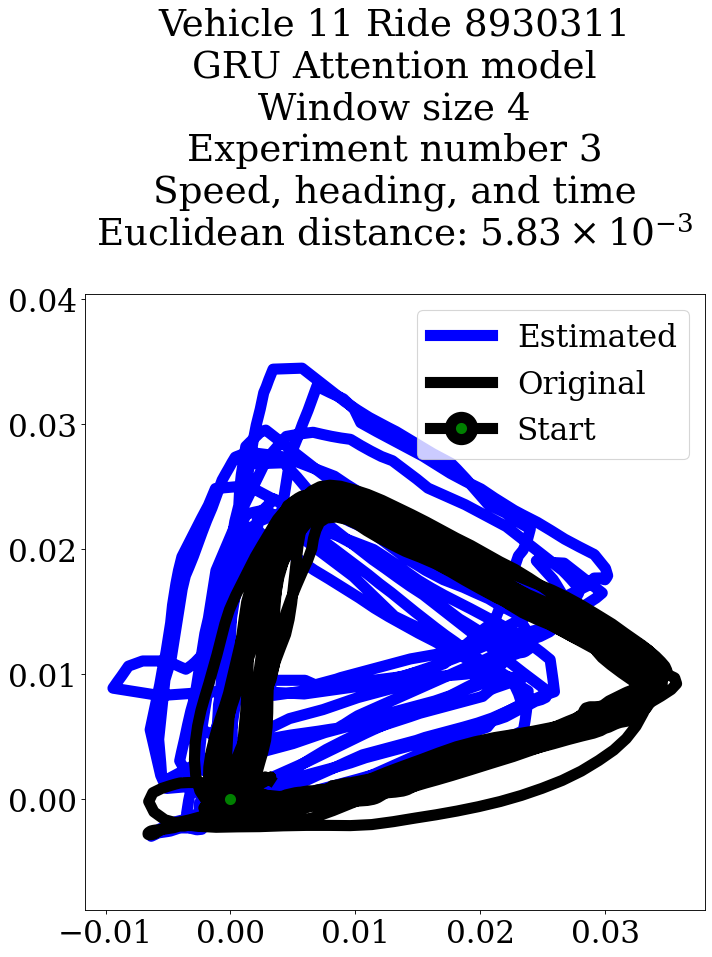 Vehicle 11 Ride 8930311
GRU Attention model
Window size 4
Experiment number 3
Speed, heading, and time
Euclidean distance: 5.83 × 10⁻³
0.04
0.03
0.02
0.01
0.00
−0.01
0.00
0.01
0.02
0.03
Estimated
Original
Start